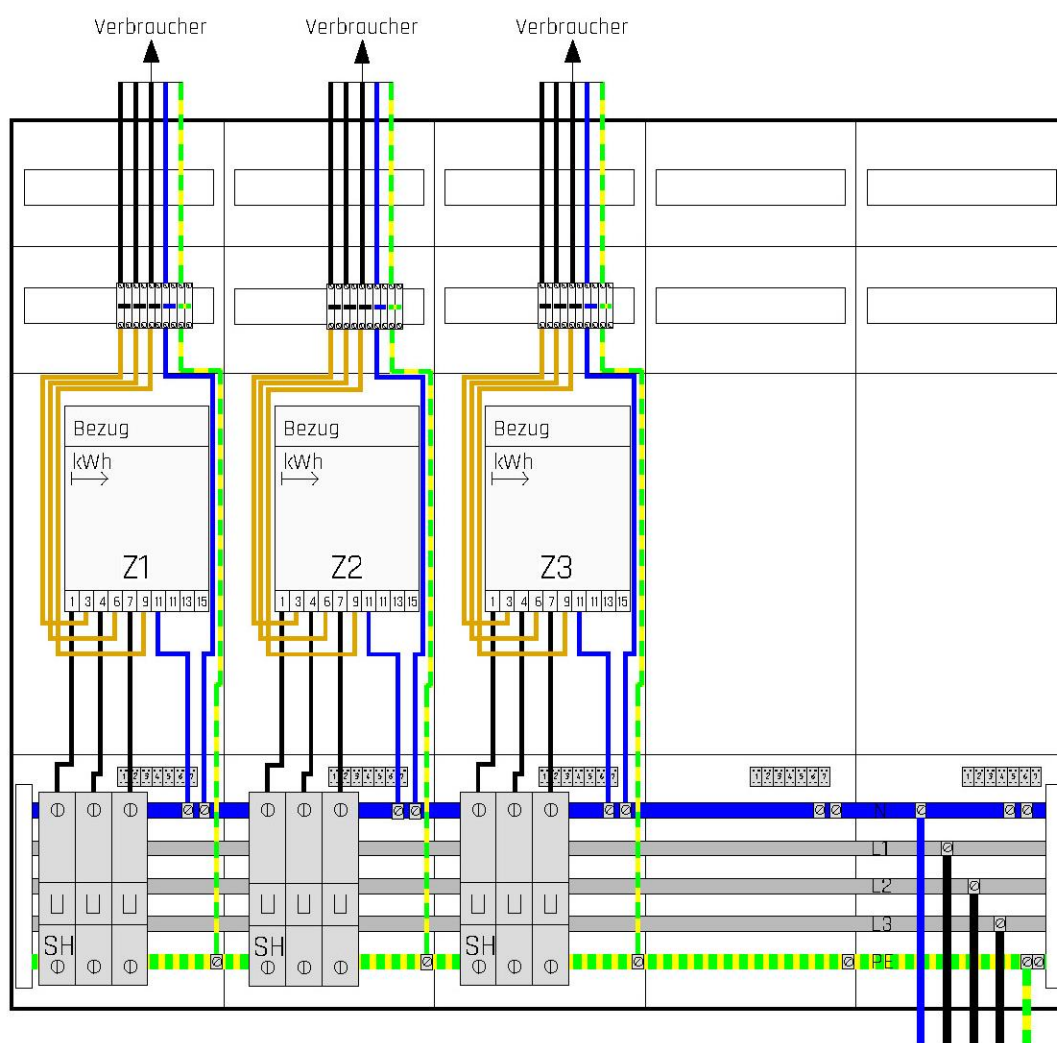 Verbraucher Verbraucher Verbraucher
Bezug Bezug Bezug
kWh kWh kWh
Z1 Z2 Z3
1 3 4 6 7 9 11 11 13 15 1 3 4 6 7 9 11 11 13 15 1 3 4 6 7 9 11 11 13 15
1 2 3 4 5 6 7 1 2 3 4 5 6 7 1 2 3 4 5 6 7 1 2 3 4 5 6 7 1 2 3 4 5 6 7
N
L1
L2
L3
SH SH SH
PE